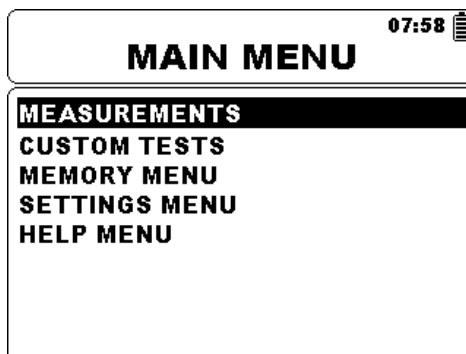 07:58
MAIN MENU
MEASUREMENTS
CUSTOM TESTS
MEMORY MENU
SETTINGS MENU
HELP MENU